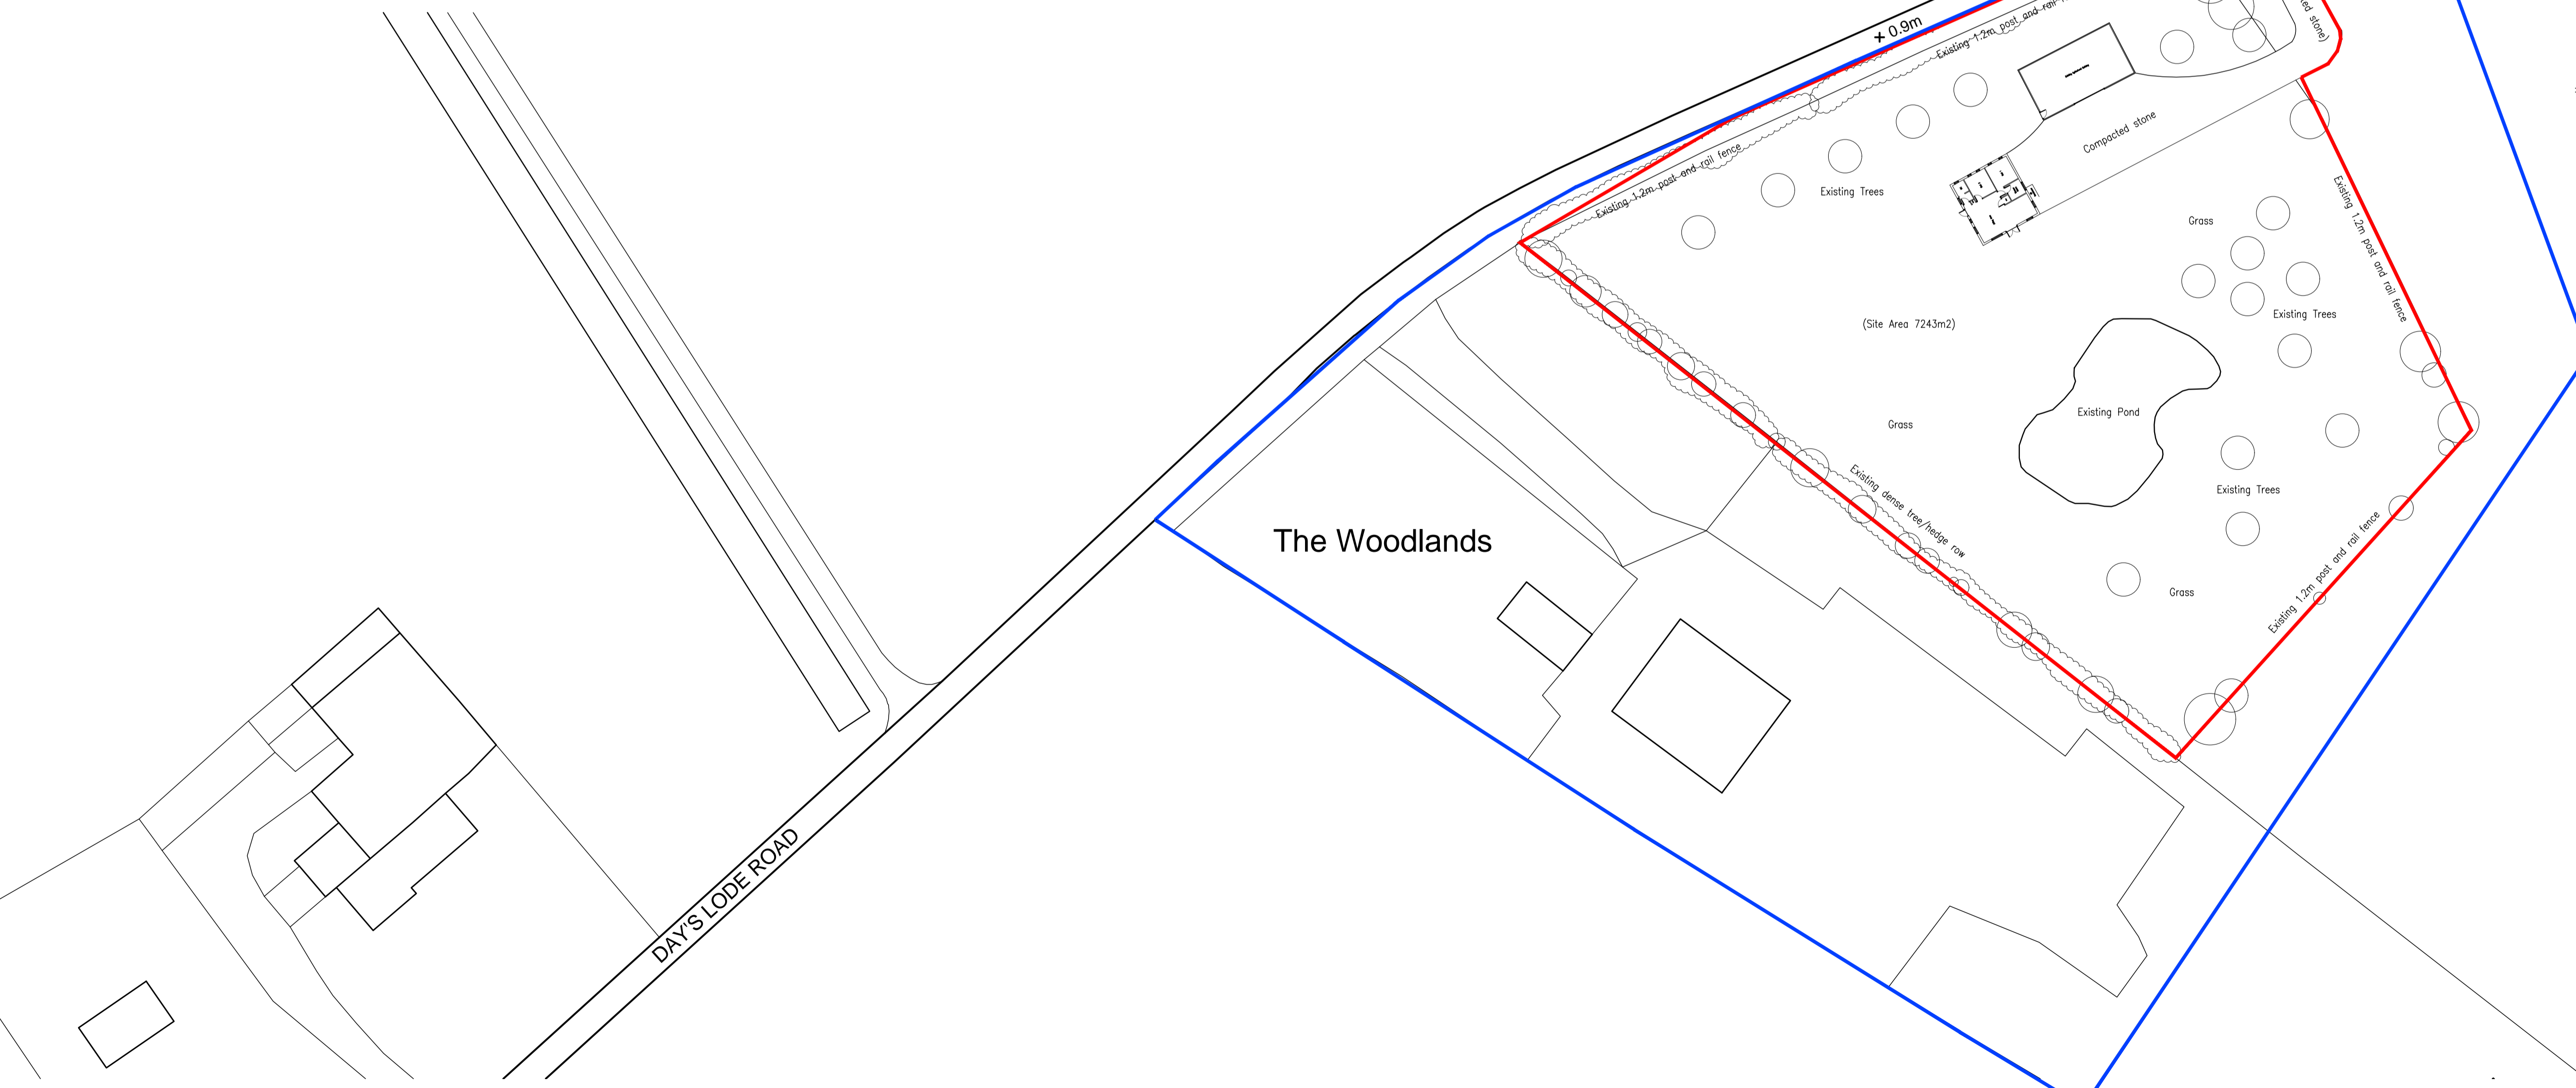 + 0.9m
Existing 1.2m post and rail
ed stone)
Existing 1.2m post and rail fence
Compacted stone
Existing Trees
Grass
Existing 1.2m post and rail fence
(Site Area 7243m2)
Existing Trees
Existing Pond
Grass
Existing dense tree/hedge row
Existing Trees
The Woodlands
Existing 1.2m post and rail fence
Grass
DAY'S LODE ROAD